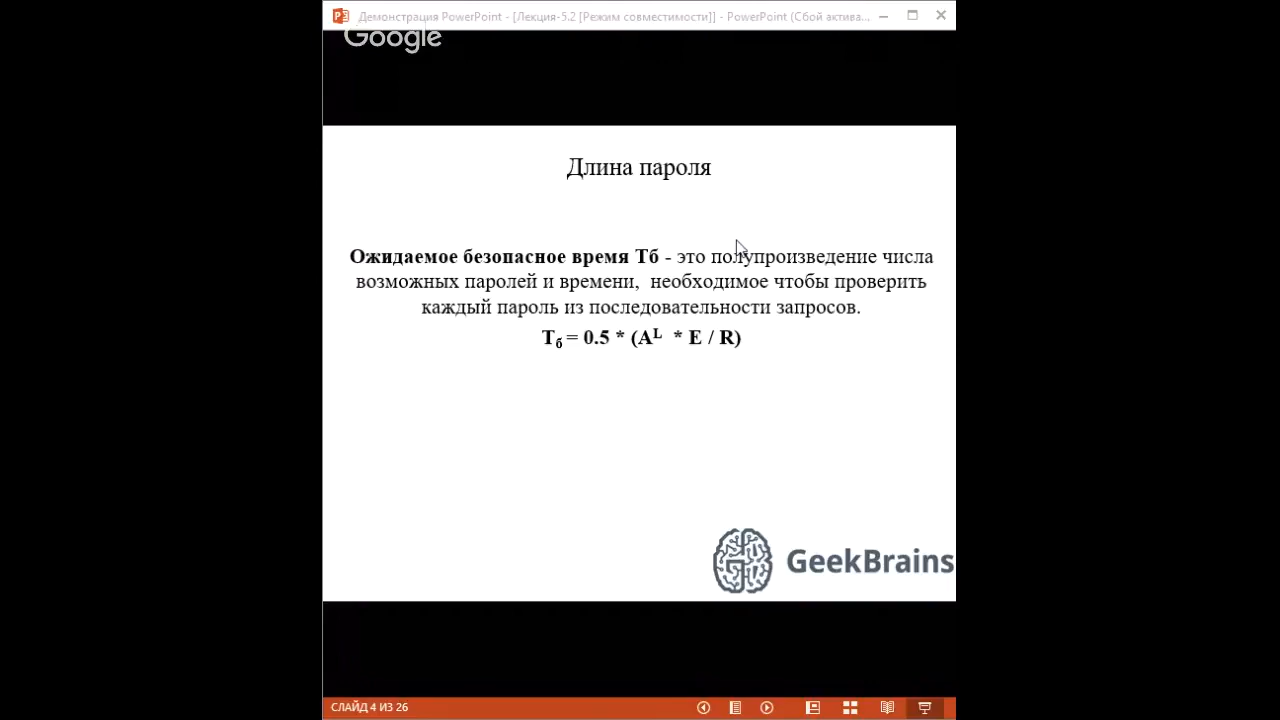 Демонстрация PowerPoint - [Лекция-5.2 [Режим совместимости]] - PowerPoint (Сбой актива...
Google
Длина пароля
Ожидаемое безопасное время Тб - это полупроизведение числа
возможных паролей и времени, необходимое чтобы проверить
каждый пароль из последовательности запросов.
Tб = 0.5 * (A^L * E / R)
GeekBrains
СЛАЙД 4 ИЗ 26